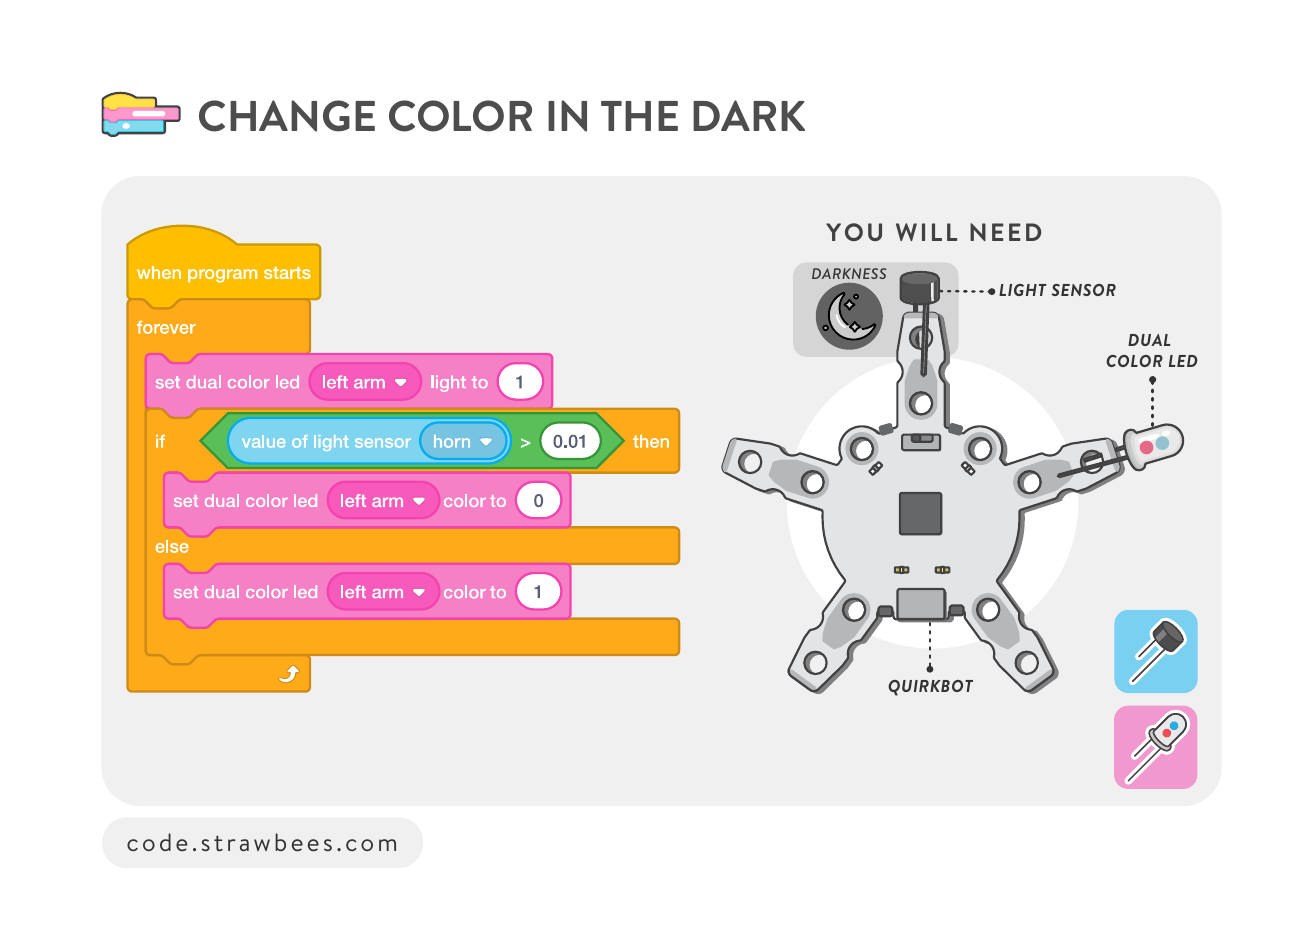 CHANGE COLOR IN THE DARK
when program starts
forever
set dual color led left arm light to 1
if value of light sensor horn > 0.01 then
set dual color led left arm color to 0
else
set dual color led left arm color to 1
YOU WILL NEED
DARKNESS
LIGHT SENSOR
DUAL
COLOR LED
QUIRKBOT
code.strawbees.com